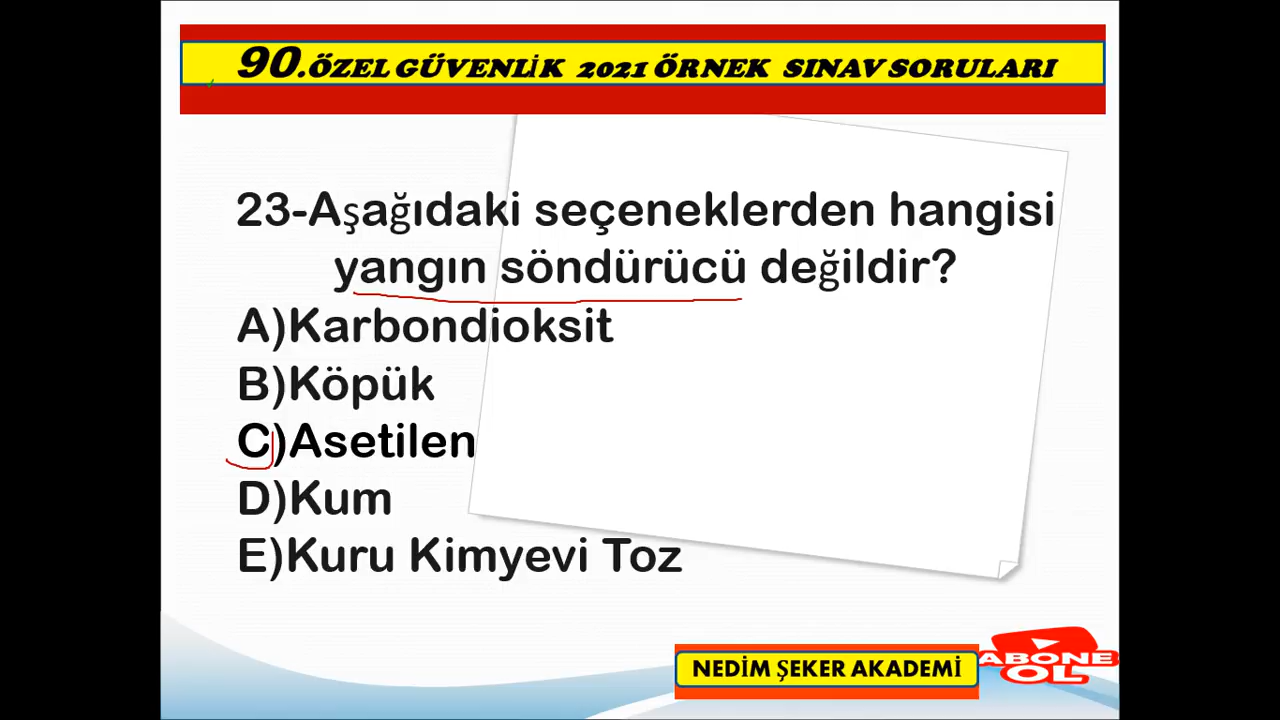 90.ÖZEL GÜVENLİK 2021 ÖRNEK SINAV SORULARI
23-Aşağıdaki seçeneklerden hangisi
yangın söndürücü değildir?
A)Karbondioksit
B)Köpük
C)Asetilen
D)Kum
E)Kuru Kimyevi Toz
NEDİM ŞEKER AKADEMİ
ABONE
OL